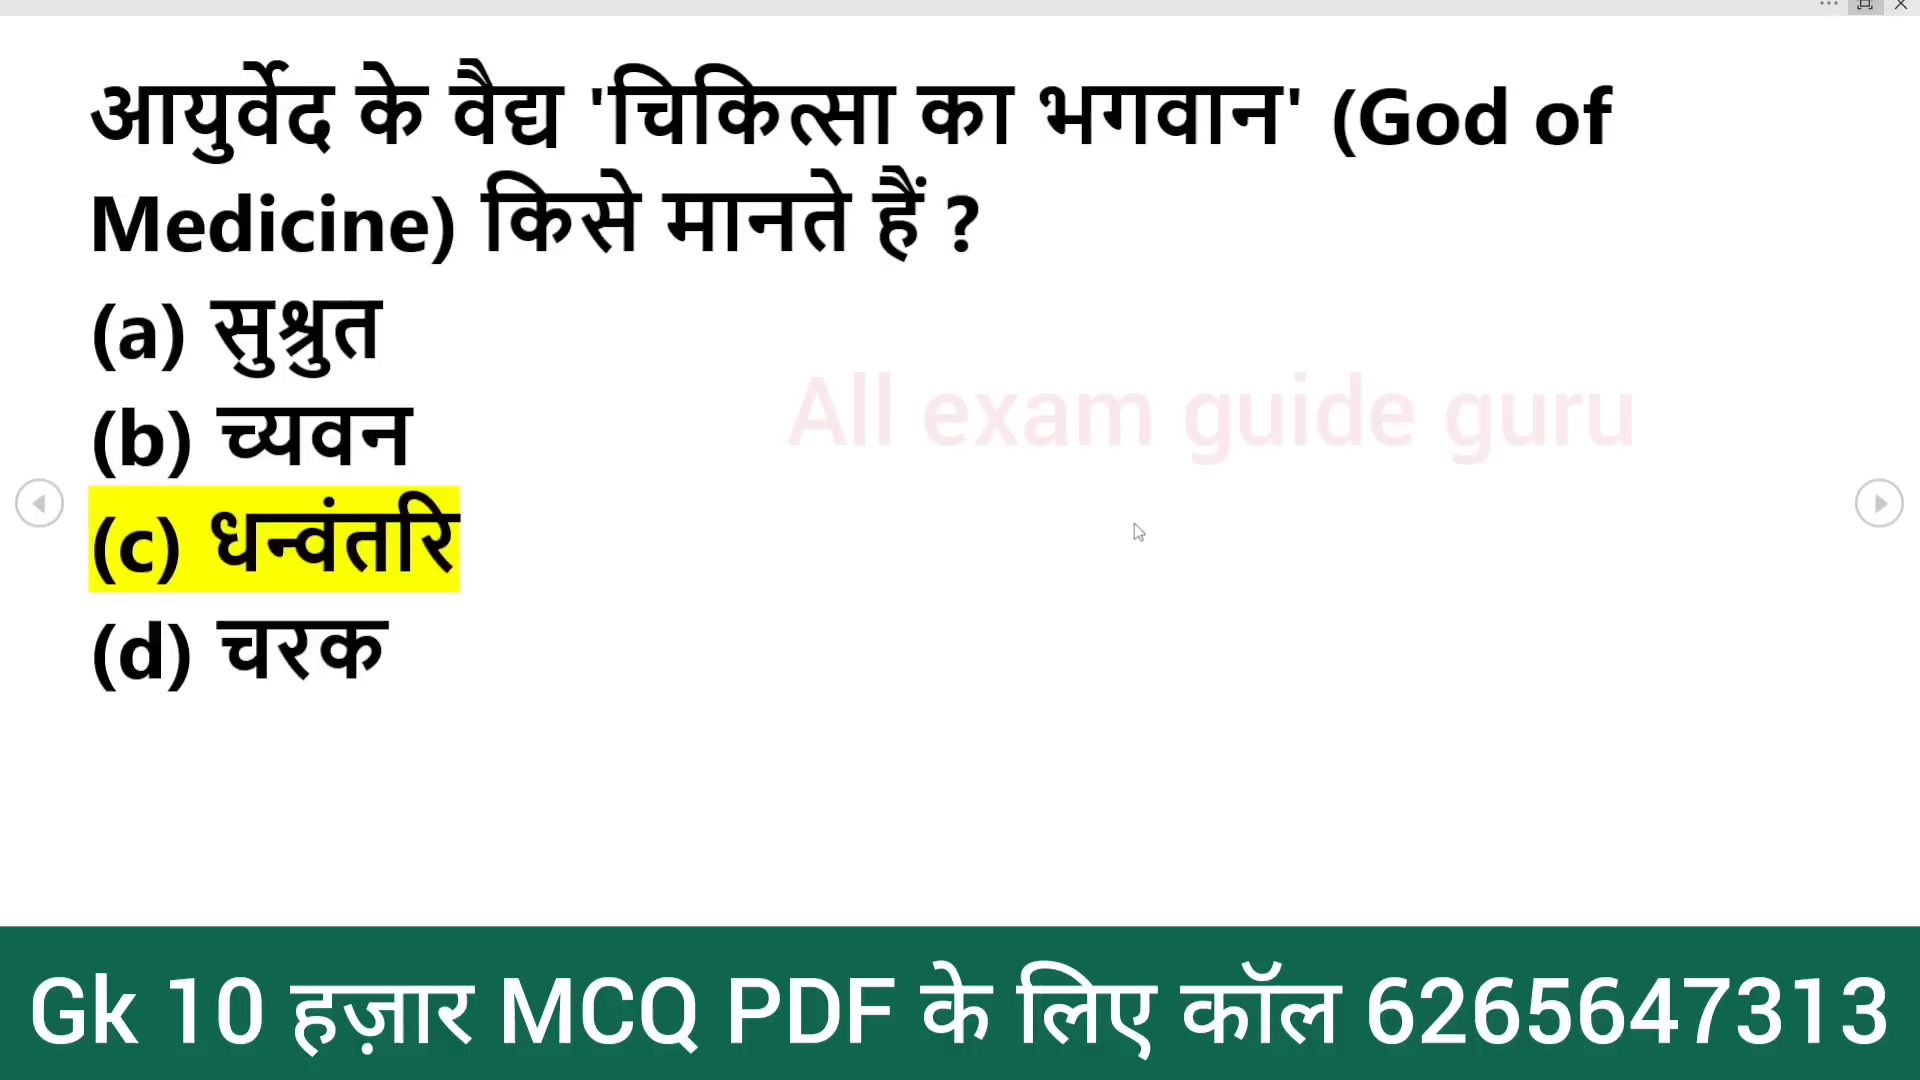 आयुर्वेद के वैद्य 'चिकित्सा का भगवान' (God of
Medicine) किसे मानते हैं ?
(a) सुश्रुत
(b) च्यवन
(c) धन्वंतरि
(d) चरक
All exam guide guru
Gk 10 हज़ार MCQ PDF के लिए कॉल 6265647313